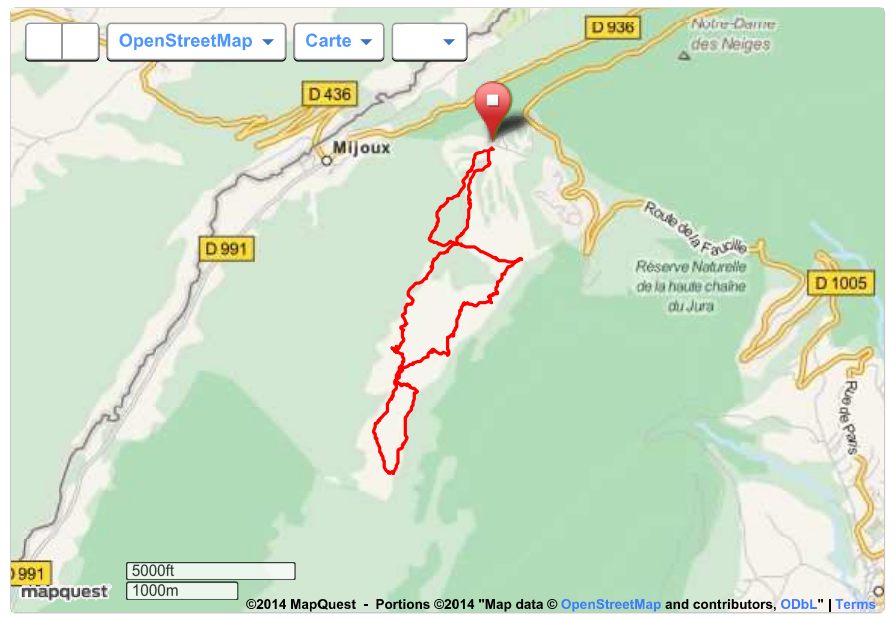 OpenStreetMap
Carte
D 936
Notre-Dame
des Neiges
D 436
Mijoux
D 991
Route de la Faucille
Réserve Naturelle
de la haute chaîne
du Jura
D 1005
Rue de Paris
D 991
mapquest
5000ft
1000m
©2014 MapQuest - Portions ©2014 "Map data © OpenStreetMap and contributors, ODbL" | Terms